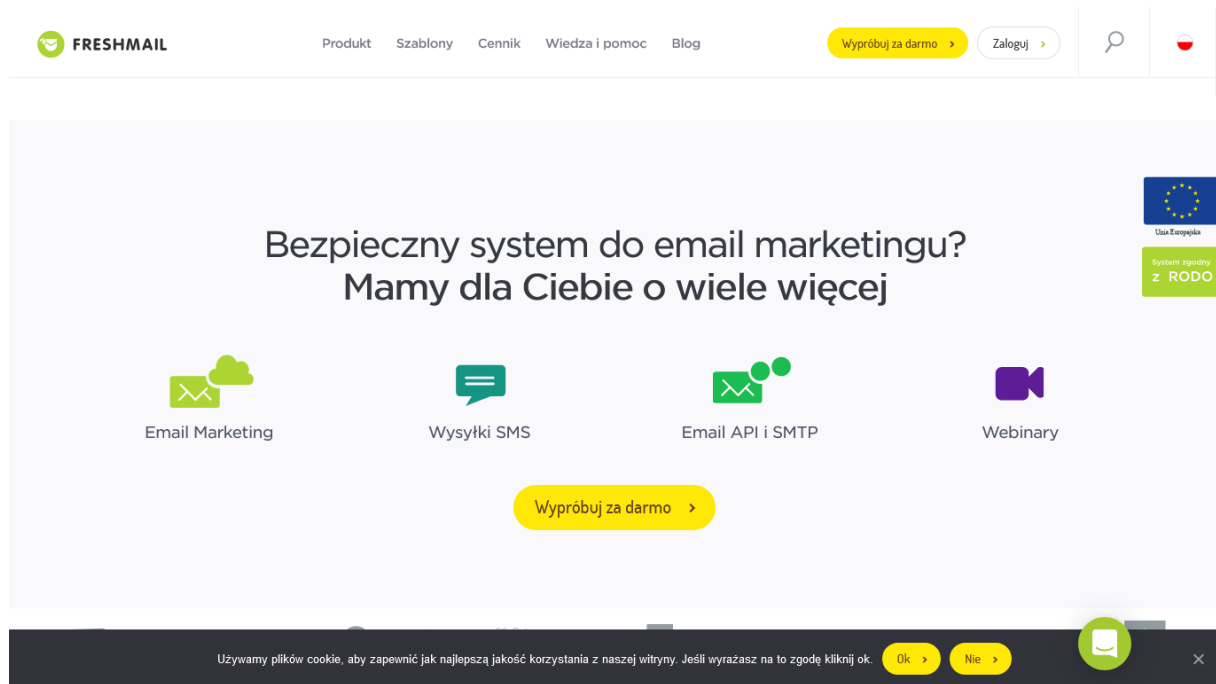 FRESHMAIL
Produkt
Szablony
Cennik
Wiedza i pomoc
Blog
Wypróbuj za darmo
Zaloguj
Unia Europejska
System zgodny
z RODO
Bezpieczny system do email marketingu?
Mamy dla Ciebie o wiele więcej
Email Marketing
Wysyłki SMS
Email API i SMTP
Webinary
Wypróbuj za darmo
Używamy plików cookie, aby zapewnić jak najlepszą jakość korzystania z naszej witryny. Jeśli wyrażasz na to zgodę kliknij ok.
Ok
Nie